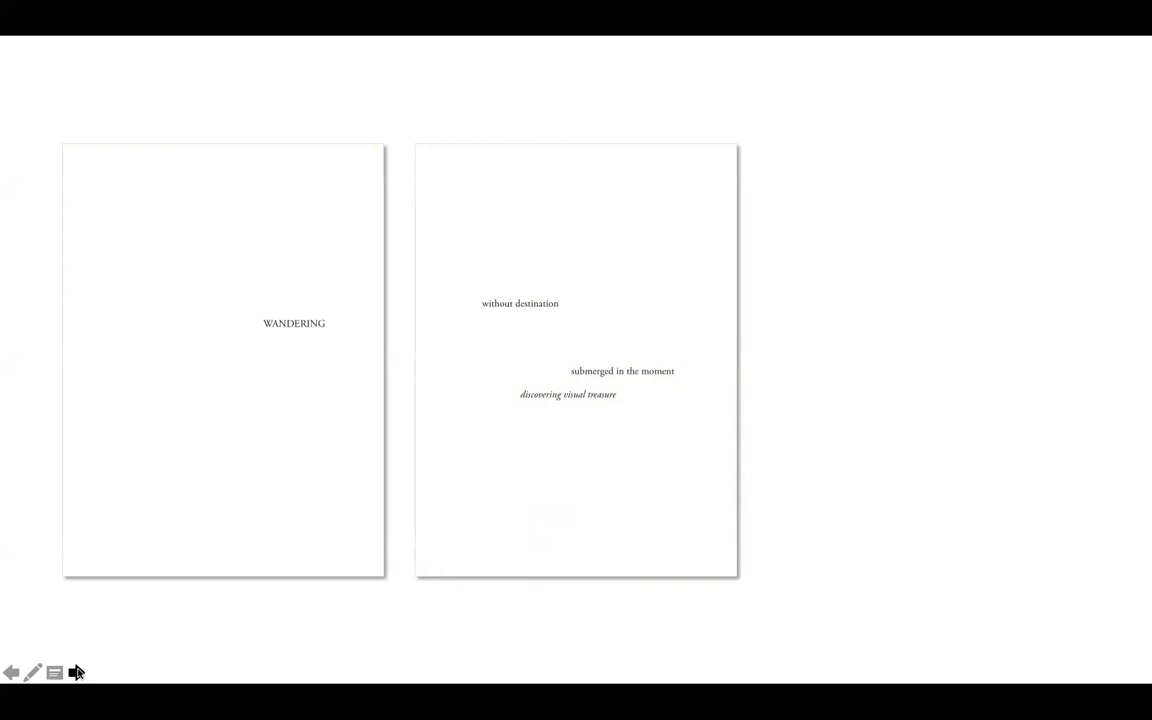 WANDERING
without destination
submerged in the moment
discovering visual treasure